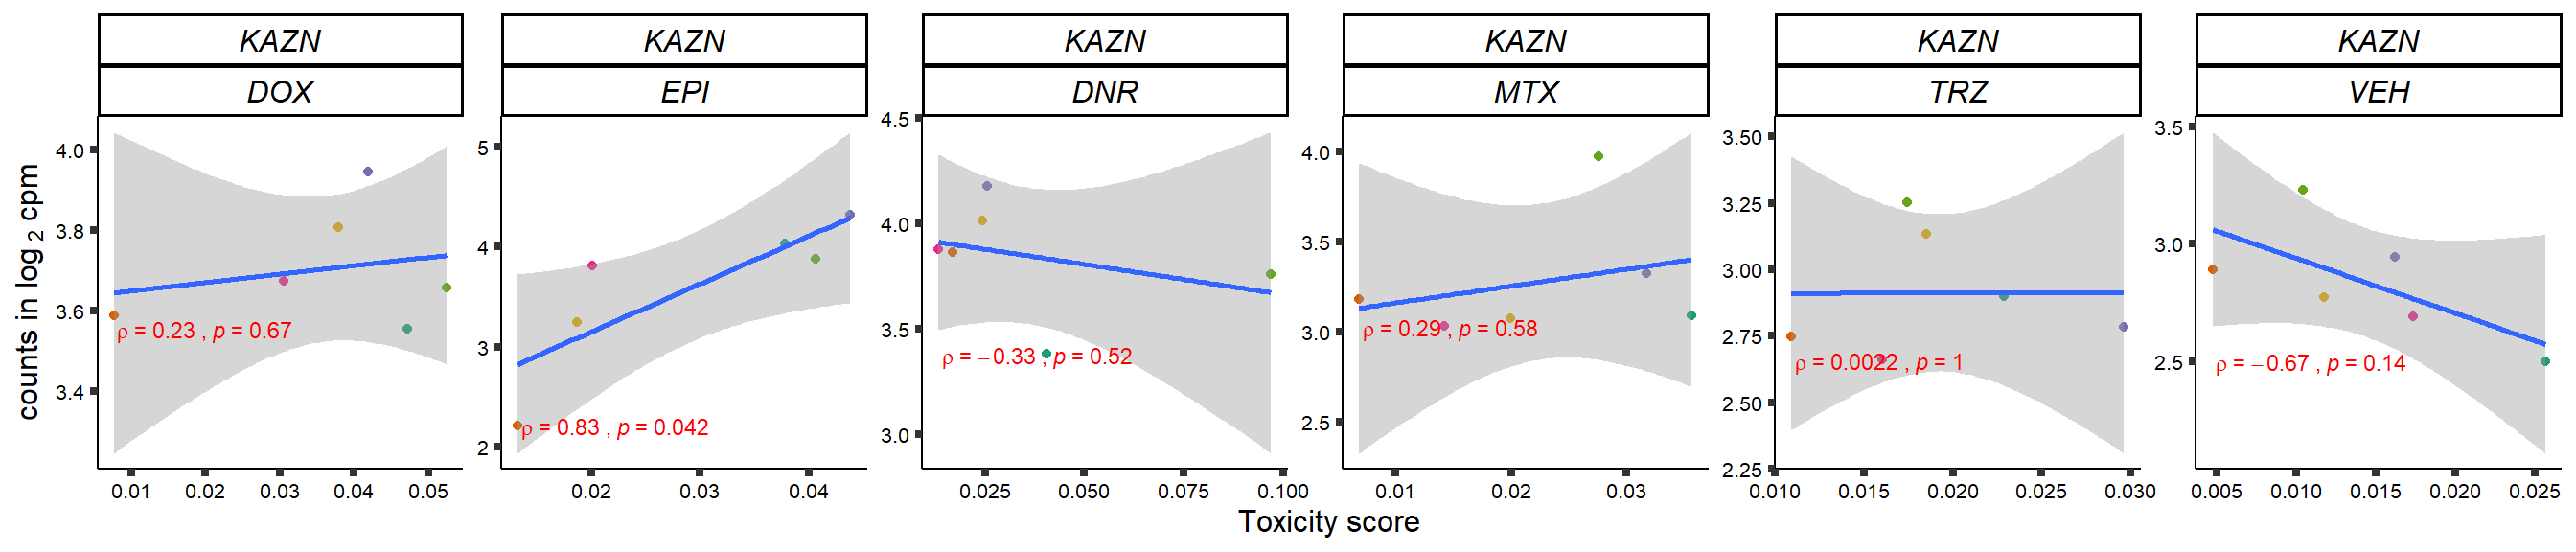 KAZN KAZN KAZN KAZN KAZN KAZN
DOX EPI DNR MTX TRZ VEH
counts in log 2 cpm
4.0
3.8
3.6
3.4
ρ = 0.23 , p = 0.67
0.01 0.02 0.03 0.04 0.05
5
4
3
2
ρ = 0.83 , p = 0.042
0.02 0.03 0.04
4.5
4.0
3.5
3.0
ρ = −0.33 , p = 0.52
0.025 0.050 0.075 0.100
4.0
3.5
3.0
2.5
ρ = 0.29 , p = 0.58
0.01 0.02 0.03
3.50
3.25
3.00
2.75
2.50
2.25
ρ = 0.0022 , p = 1
0.010 0.015 0.020 0.025 0.030
3.5
3.0
2.5
ρ = −0.67 , p = 0.14
0.005 0.010 0.015 0.020 0.025
Toxicity score